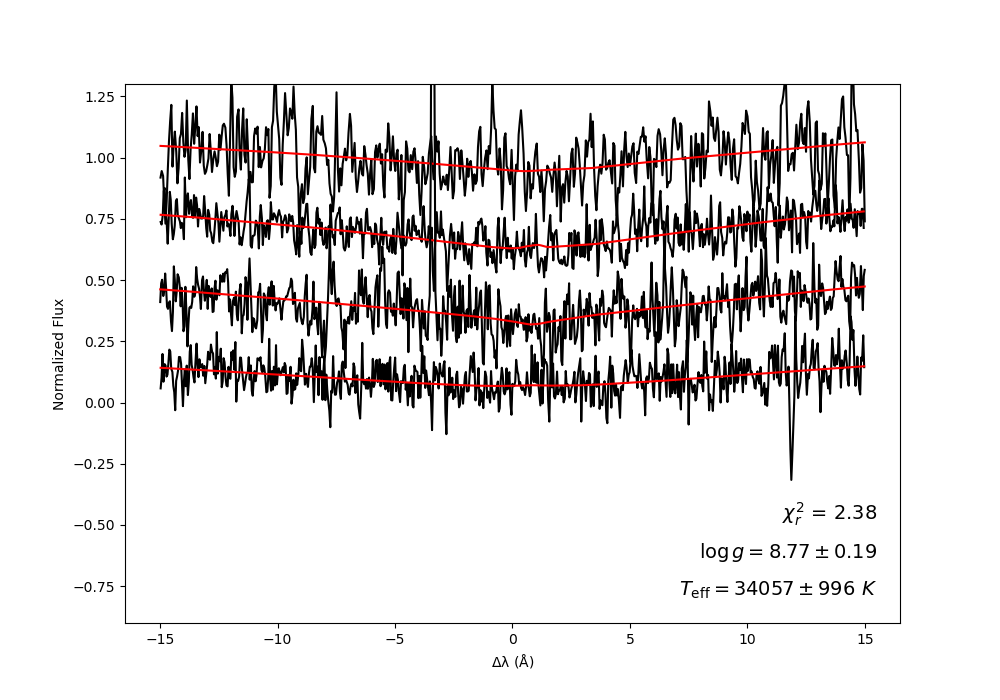 1.25
1.00
0.75
0.50
0.25
0.00
−0.25
−0.50
−0.75
Normalized Flux
χ²ᵣ = 2.38
log g = 8.77 ± 0.19
T_eff = 34057 ± 996 K
−15 −10 −5 0 5 10 15
Δλ (Å)